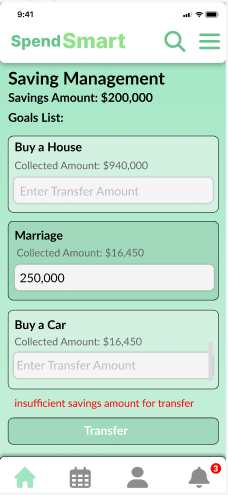 9:41
SpendSmart
Saving Management
Savings Amount: $200,000
Goals List:
Buy a House
Collected Amount: $940,000
Enter Transfer Amount
Marriage
Collected Amount: $16,450
250,000
Buy a Car
Collected Amount: $16,450
Enter Transfer Amount
insufficient savings amount for transfer
Transfer
3